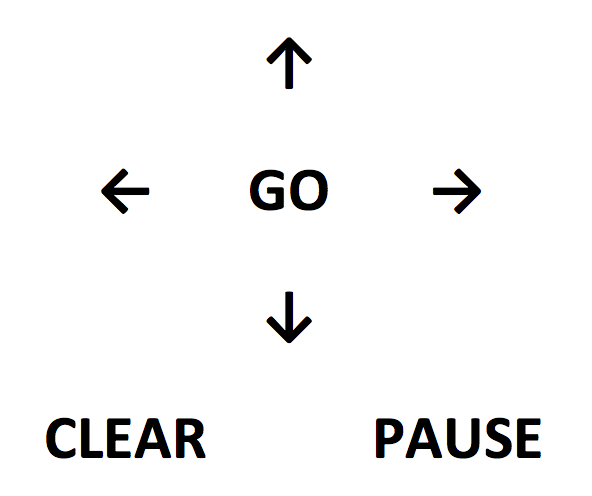 ↑
← GO →
↓
CLEAR PAUSE